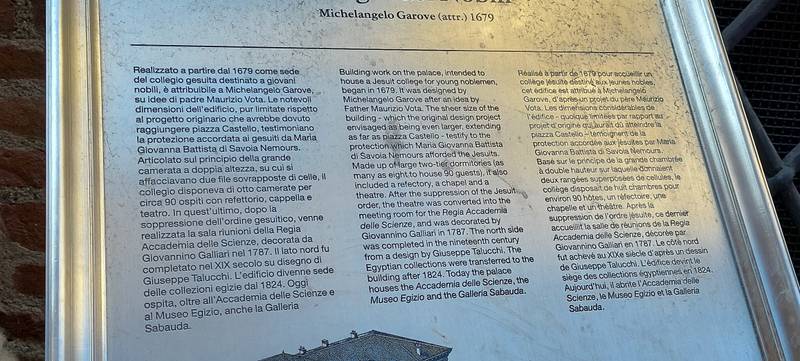 Michelangelo Garove (attr.) 1679
Realizzato a partire dal 1679 come sede
del collegio gesuita destinato a giovani
nobili, è attribuibile a Michelangelo Garove,
su idea di padre Maurizio Vota. Le notevoli
dimensioni dell'edificio, pur limitate rispetto
al progetto originario che avrebbe dovuto
raggiungere piazza Castello, testimoniano
la protezione accordata ai gesuiti da Maria
Giovanna Battista di Savoia Nemours.
Articolato sul principio della grande
camerata a doppia altezza, su cui si
affacciavano due file sovrapposte di celle, il
collegio disponeva di otto camerate per
circa 90 ospiti con refettorio, cappella e
teatro. In quest'ultimo, dopo la
soppressione dell'ordine gesuitico, venne
realizzata la sala riunioni della Regia
Accademia delle Scienze, decorata da
Giovannino Galliari nel 1787. Il lato nord fu
completato nel XIX secolo su disegno di
Giuseppe Talucchi. L'edificio divenne sede
delle collezioni egizie dal 1824. Oggi
ospita, oltre all'Accademia delle Scienze e
al Museo Egizio, anche la Galleria
Sabauda.
Building work on the palace, intended to
house a Jesuit college for young noblemen,
began in 1679. It was designed by
Michelangelo Garove after an idea by
Father Maurizio Vota. The sheer size of the
building - which the original design project
envisaged as being even larger, extending
as far as piazza Castello - testify to the
protection which Maria Giovanna Battista
di Savoia Nemours afforded the Jesuits.
Made up of large two-tier dormitories (as
many as eight to house 90 guests), it also
included a refectory, a chapel and a
theatre. After the suppression of the Jesuit
order, the theatre was converted into the
meeting room for the Regia Accademia
delle Scienze, and was decorated by
Giovannino Galliari in 1787. The north side
was completed in the nineteenth century
from a design by Giuseppe Talucchi. The
Egyptian collections were transferred to the
building after 1824. Today the palace
houses the Accademia delle Scienze, the
Museo Egizio and the Galleria Sabauda.
Réalisé à partir de 1679 pour accueillir un
collège jésuite destiné aux jeunes nobles,
cet édifice est attribué à Michelangelo
Garove, d'après un projet du père Maurizio
Vota. Les dimensions considérables de
l'édifice - quoique limitées par rapport au
projet d'origine qui aurait dû atteindre la
piazza Castello - témoignent de la
protection accordée aux jésuites par Maria
Giovanna Battista di Savoia Nemours.
Basé sur le principe de la grande chambrée
à double hauteur sur laquelle donnaient
deux rangées superposées de cellules, le
collège disposait de huit chambres pour
environ 90 hôtes, un réfectoire, une
chapelle et un théâtre. Après la
suppression de l'ordre jésuite, ce dernier
accueillit la salle de réunions de la Regia
Accademia delle Scienze, décorée par
Giovannino Galliari en 1787. Le côté nord
fut achevé au XIXe siècle d'après un dessin
de Giuseppe Talucchi. L'édifice devint le
siège des collections égyptiennes en 1824.
Aujourd'hui, il abrite l'Accademia delle
Scienze, le Museo Egizio et la Galleria
Sabauda.